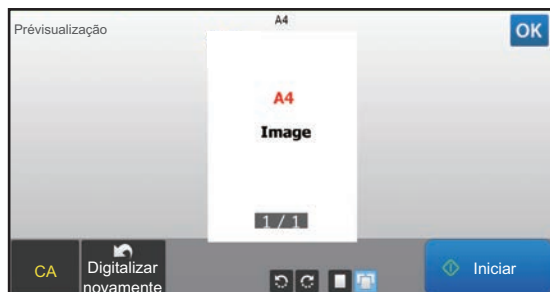 A4
Prévisualização
OK
A4
Image
1 / 1
CA
Digitalizar
novamente
Iniciar